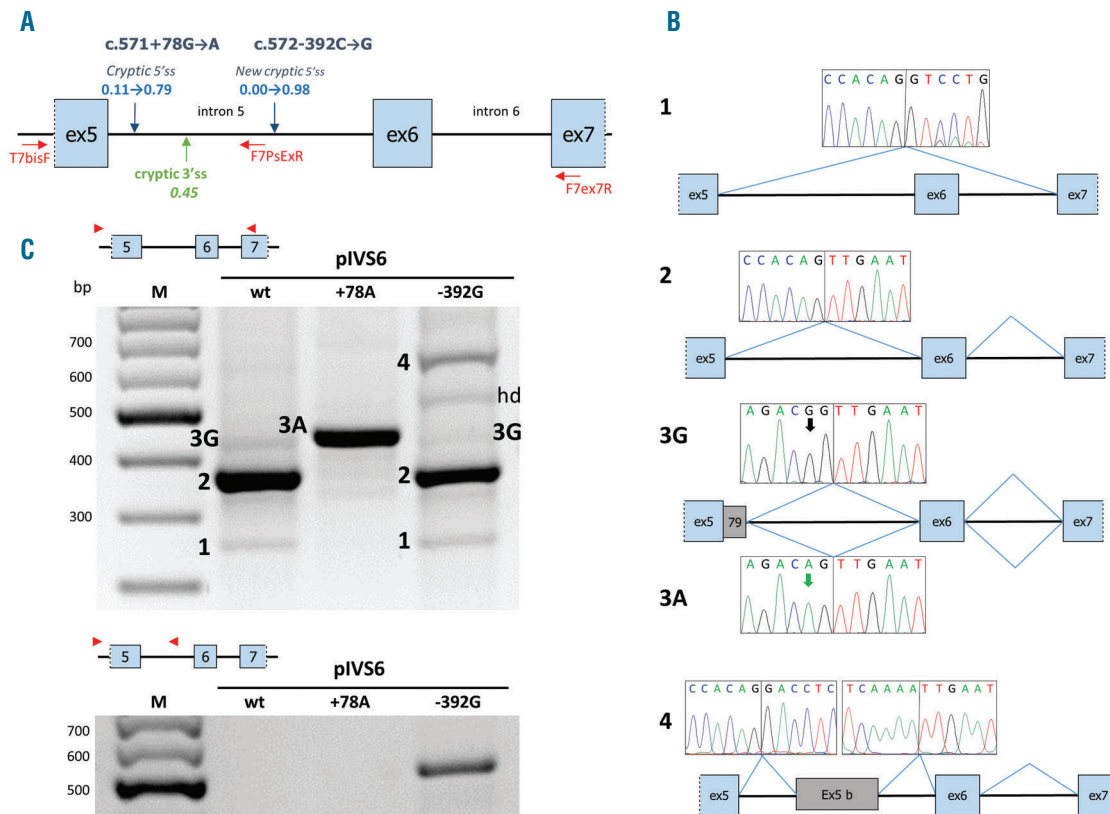 A
c.571+78G→A
c.572-392C→G
Cryptic 5'ss
New cryptic 5'ss
0.11→0.79
0.00→0.98
intron 5
intron 6
ex5
ex6
ex7
T7bisF
F7PsExR
F7ex7R
cryptic 3'ss
0.45
B
1
CCACAGGTCCTG
ex5
ex6
ex7
2
CCACAGTTGAAT
ex5
ex6
ex7
3G
AGACGGTTGAAT
ex5
79
ex6
ex7
3A
AGACAGTTGAAT
4
CCACAGGACCTC
TCAAAATTGAAT
ex5
Ex5 b
ex6
ex7
C
5
6
7
pIVS6
bp
M
wt
+78A
-392G
700
600
500
400
300
3G
2
1
3A
4
hd
3G
2
1
5
6
7
pIVS6
M
wt
+78A
-392G
700
600
500